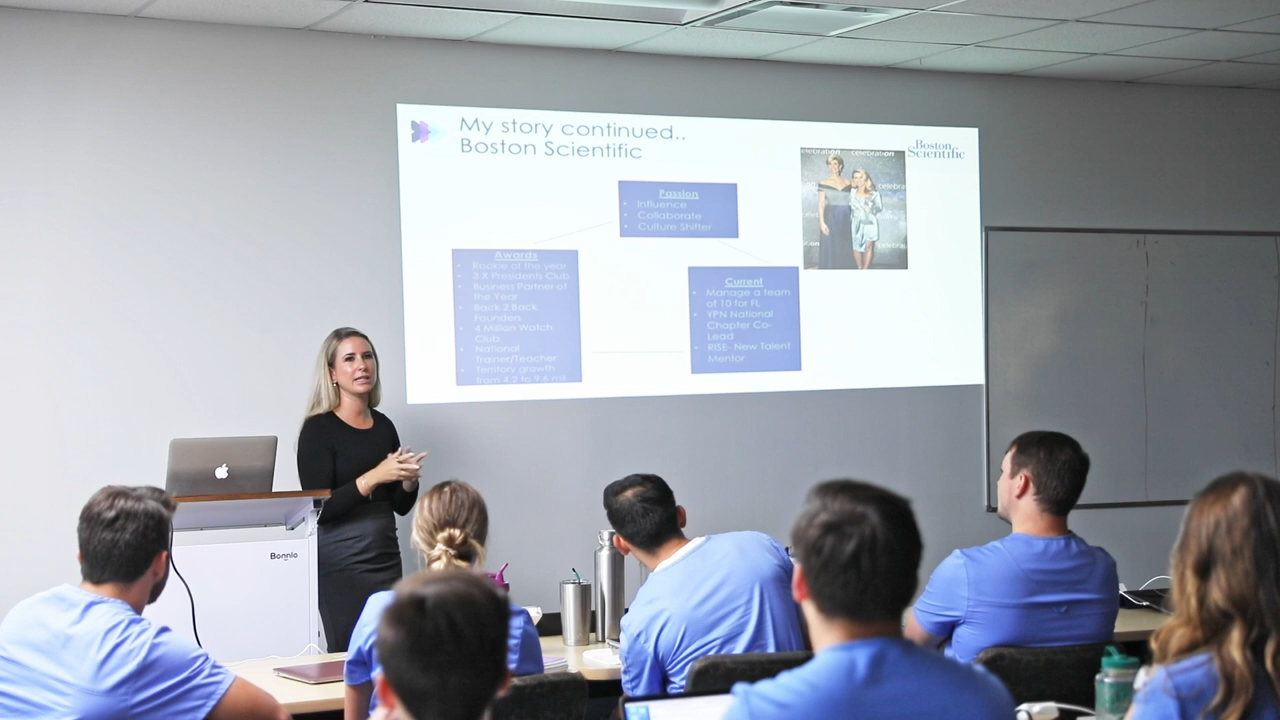 My story continued..
Boston Scientific
Boston
Scientific
celebration
celebration
celebra
Passion
• Influence
• Collaborate
• Culture Shifter
Awards
• Rookie of the year
• 3 X Presidents Club
• Business Partner of
the Year
• Back 2 Back
Founders
• 4 Million Watch
Club
• National
Trainer/Teacher
• Territory growth
from 4.2 to 9.6 mil
Current
• Manage a team
of 10 for FL
• YPN National
Chapter Co-
Lead
• RISE- New Talent
Mentor
Bonnio